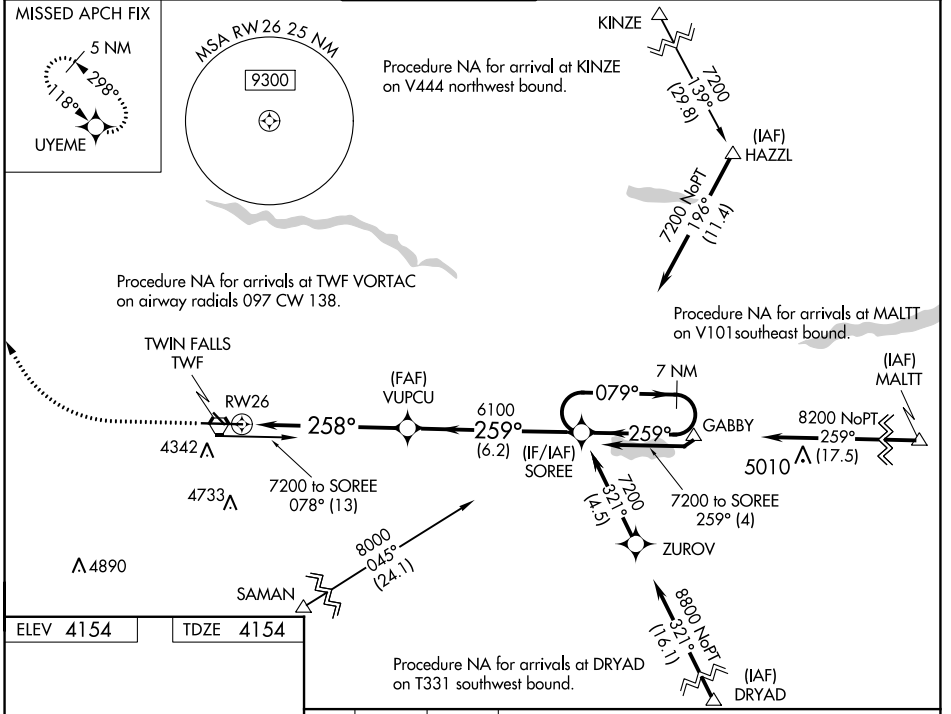 MISSED APCH FIX
5 NM
298°
118°
UYEME
MSA RW26 25 NM
9300
Procedure NA for arrival at KINZE
on V444 northwest bound.
KINZE
7200
139°
(29.8)
(IAF)
HAZZL
7200 NoPT
196°
(11.4)
Procedure NA for arrivals at TWF VORTAC
on airway radials 097 CW 138.
Procedure NA for arrivals at MALTT
on V101southeast bound.
TWIN FALLS
TWF
RW26
258°
(FAF)
VUPCU
6100
259°
(6.2)
(IF/IAF)
SOREE
079°
7 NM
259°
GABBY
(IAF)
MALTT
8200 NoPT
259°
(17.5)
5010
4342
7200 to SOREE
078° (13)
7200 to SOREE
259° (4)
4733
7200
321°
(4.5)
ZUROV
4890
8000
045°
(24.1)
SAMAN
8800 NoPT
321°
(16.1)
(IAF)
DRYAD
Procedure NA for arrivals at DRYAD
on T331 southwest bound.
ELEV 4154
TDZE 4154